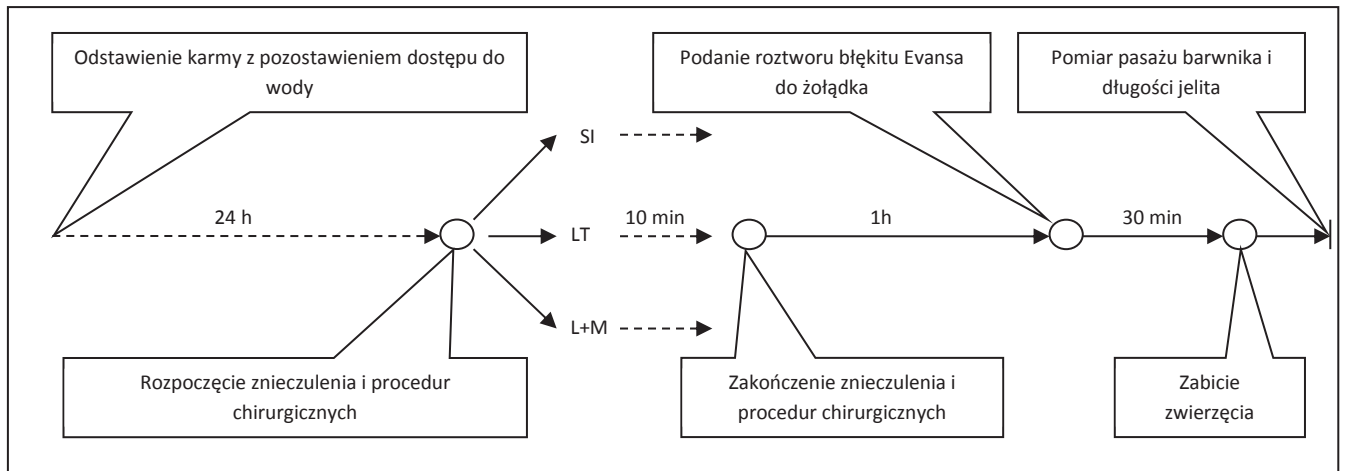 Odstawienie karmy z pozostawieniem dostępu do
wody
Podanie roztworu błękitu Evansa
do żołądka
Pomiar pasażu barwnika i
długości jelita
SI
24 h
LT
10 min
1h
30 min
L+M
Rozpoczęcie znieczulenia i procedur
chirurgicznych
Zakończenie znieczulenia i
procedur chirurgicznych
Zabicie
zwierzęcia